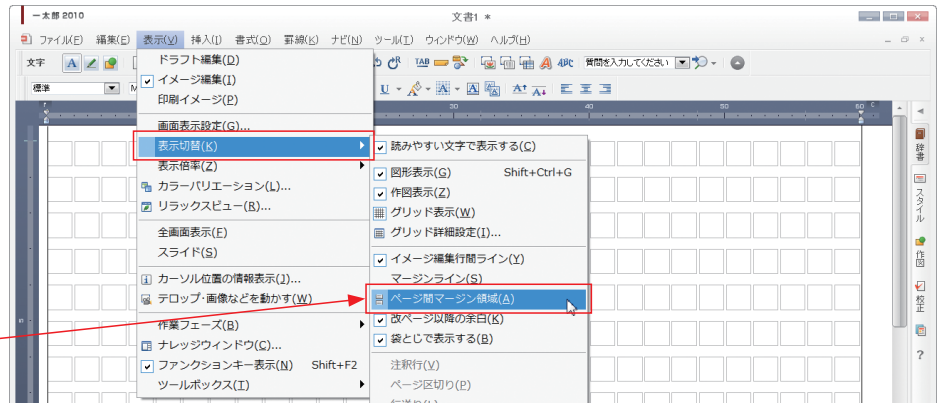 一太郎 2010
文書1 *
ファイル(F) 編集(E) 表示(V) 挿入(I) 書式(O) 罫線(K) ナビ(N) ツール(T) ウィンドウ(W) ヘルプ(H)
文字
質問を入力してください
標準
ドラフト編集(D)
イメージ編集(I)
印刷イメージ(P)
画面表示設定(G)...
表示切替(K)
表示倍率(Z)
カラーバリエーション(L)...
リラックスビュー(R)...
全画面表示(F)
スライド(S)
カーソル位置の情報表示(J)...
テロップ・画像などを動かす(W)
作業フェーズ(B)
ナレッジウィンドウ(C)...
ファンクションキー表示(N) Shift+F2
ツールボックス(T)
30 40 50 60
読みやすい文字で表示する(C)
図形表示(G) Shift+Ctrl+G
作図表示(Z)
グリッド表示(W)
グリッド詳細設定(I)...
イメージ編集行間ライン(Y)
マージンライン(S)
ページ間マージン領域(A)
改ページ以降の余白(K)
袋とじで表示する(B)
注釈行(V)
ページ区切り(P)
辞書
スタイル
作図
校正
?